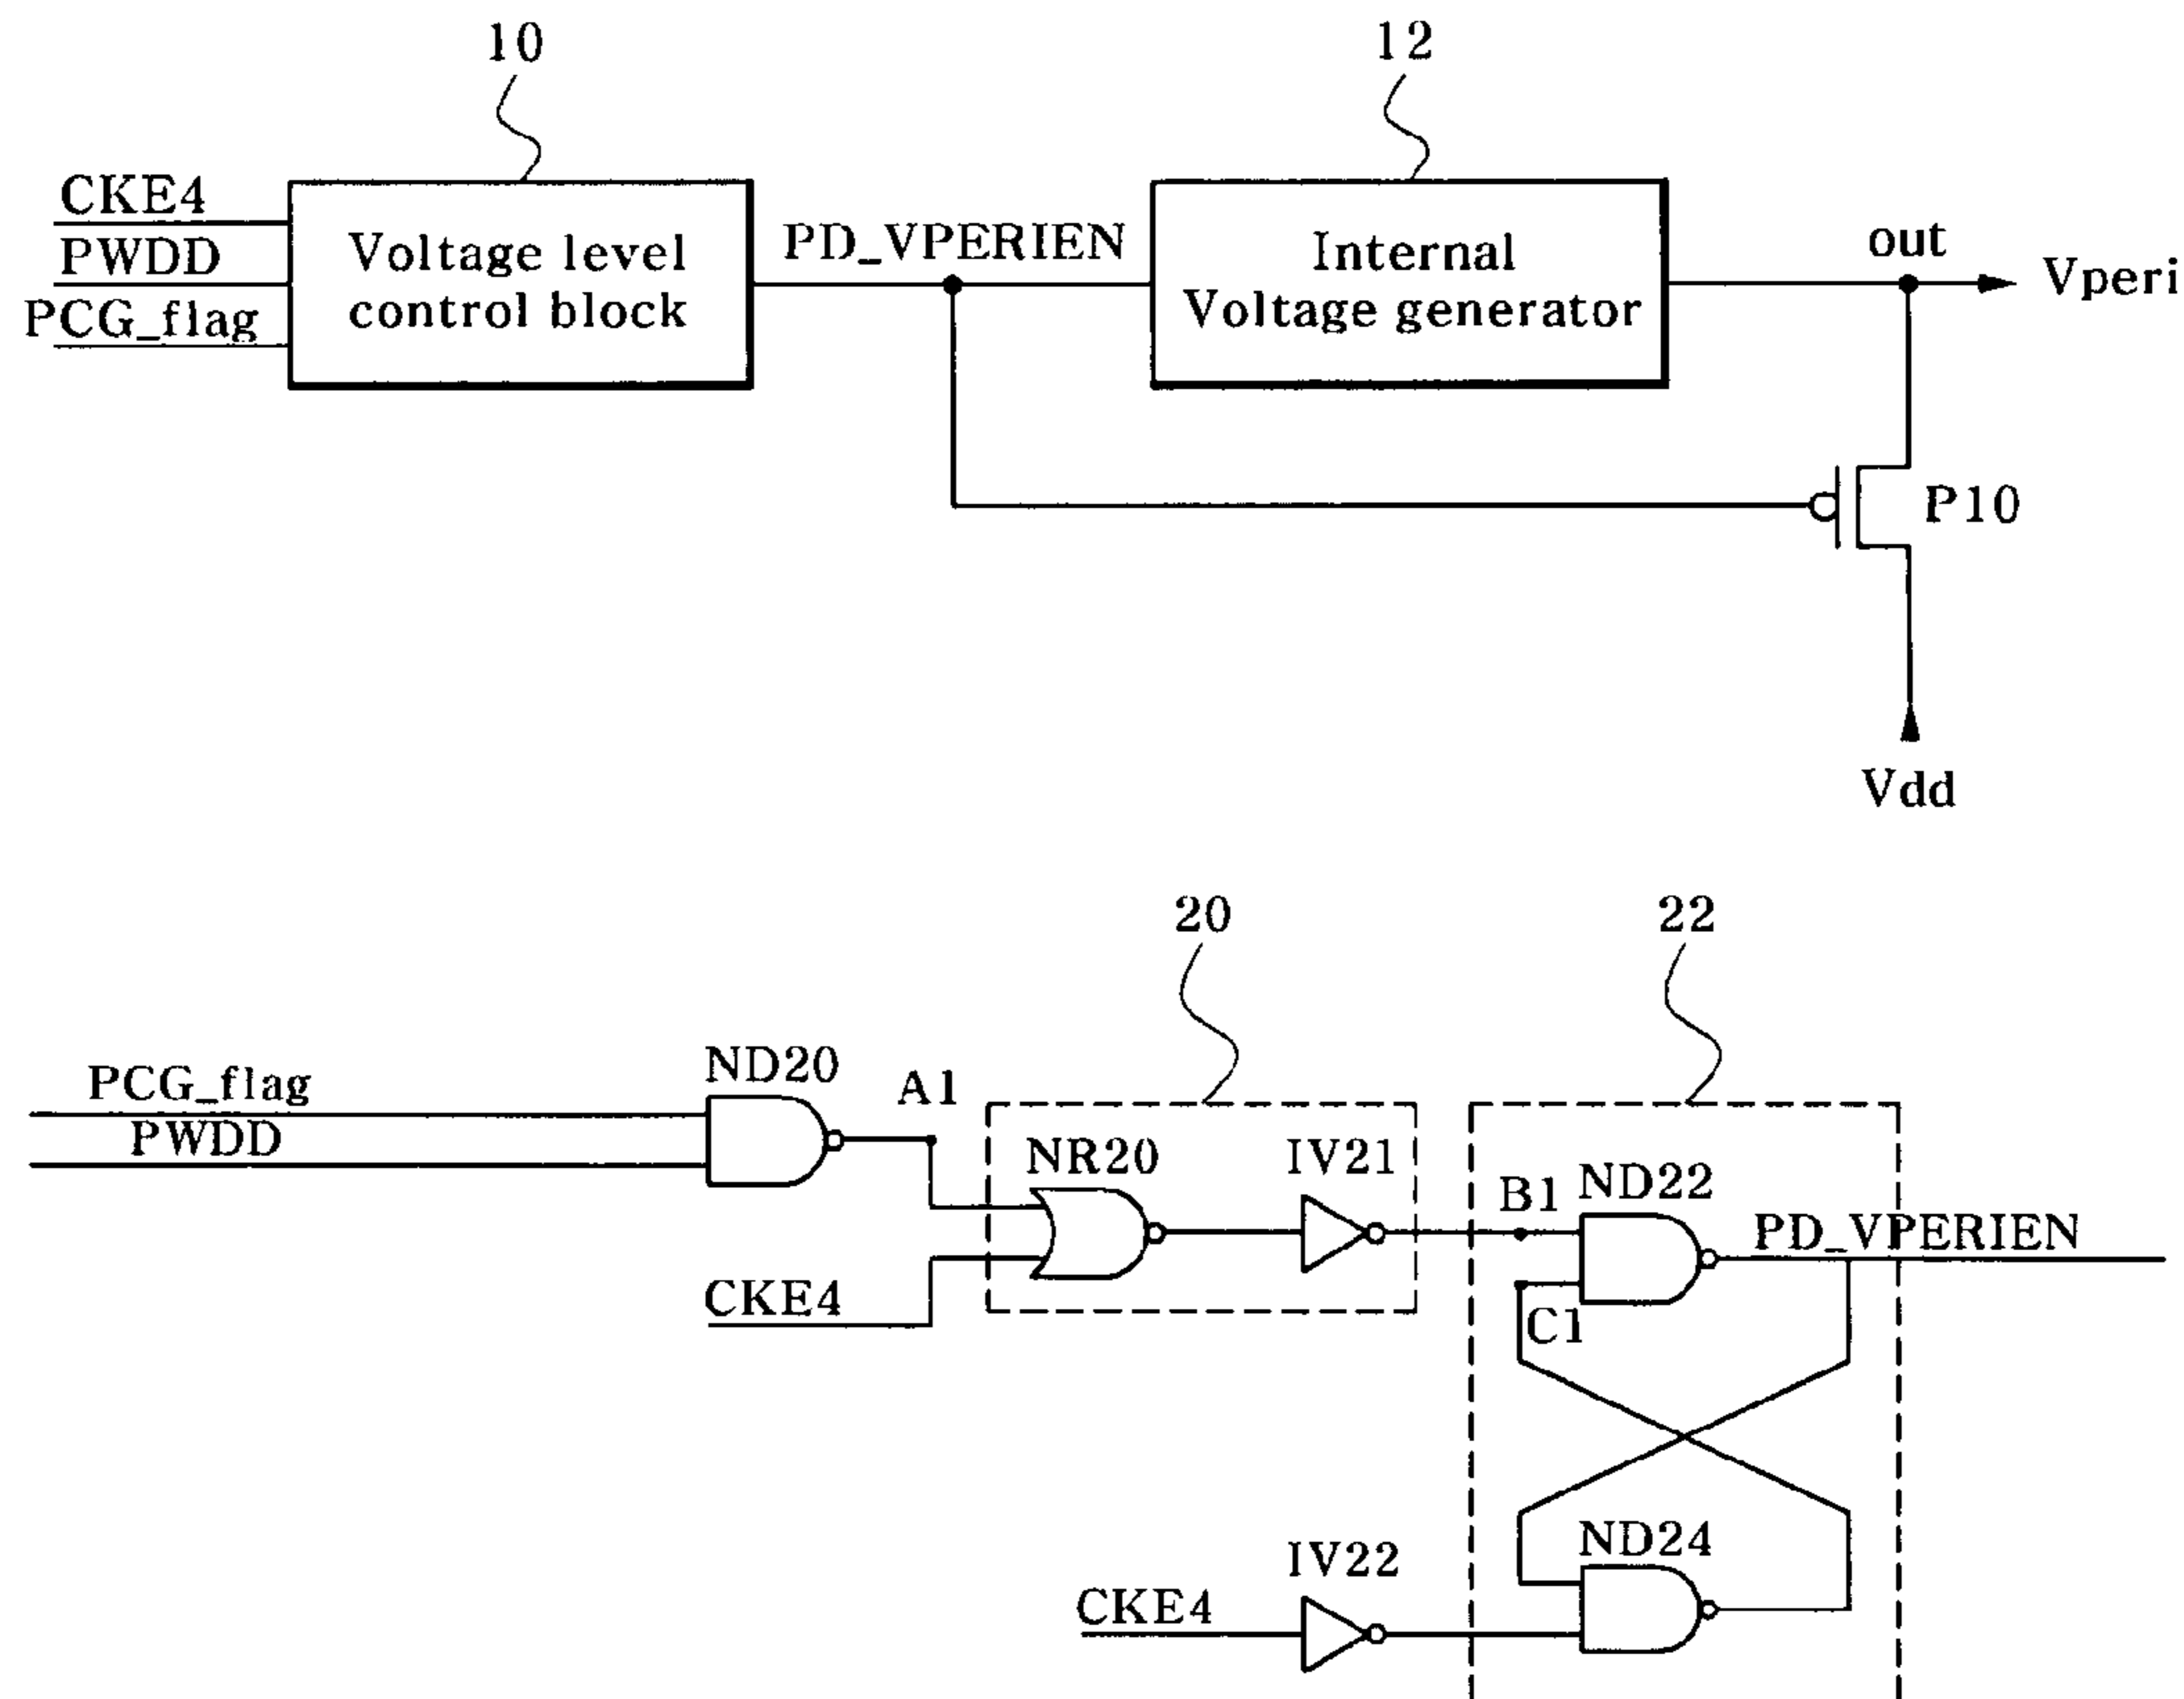 10
12
CKE4
PWDD
PCG_flag
Voltage level
control block
PD_VPERIEN
Internal
Voltage generator
out
Vperi
P10
Vdd
20
22
PCG_flag
PWDD
ND20
A1
NR20
IV21
CKE4
B1
ND22
PD_VPERIEN
C1
ND24
IV22
CKE4